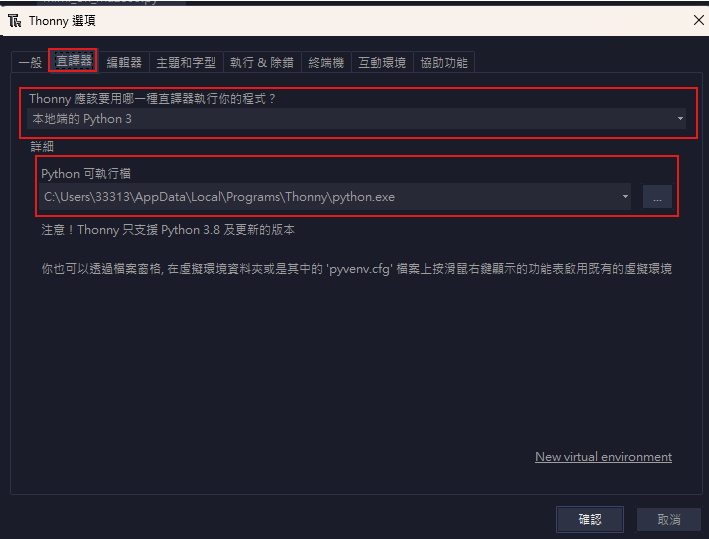 Thonny 選項
一般 直譯器 編輯器 主題和字型 執行 & 除錯 終端機 互動環境 協助功能
Thonny 應該要用哪一種直譯器執行你的程式？
本地端的 Python 3
詳細
Python 可執行檔
C:\Users\33313\AppData\Local\Programs\Thonny\python.exe
...
注意！Thonny 只支援 Python 3.8 及更新的版本
你也可以透過檔案窗格, 在虛擬環境資料夾或是其中的 'pyvenv.cfg' 檔案上按滑鼠右鍵顯示的功能表啟用既有的虛擬環境
New virtual environment
確認 取消